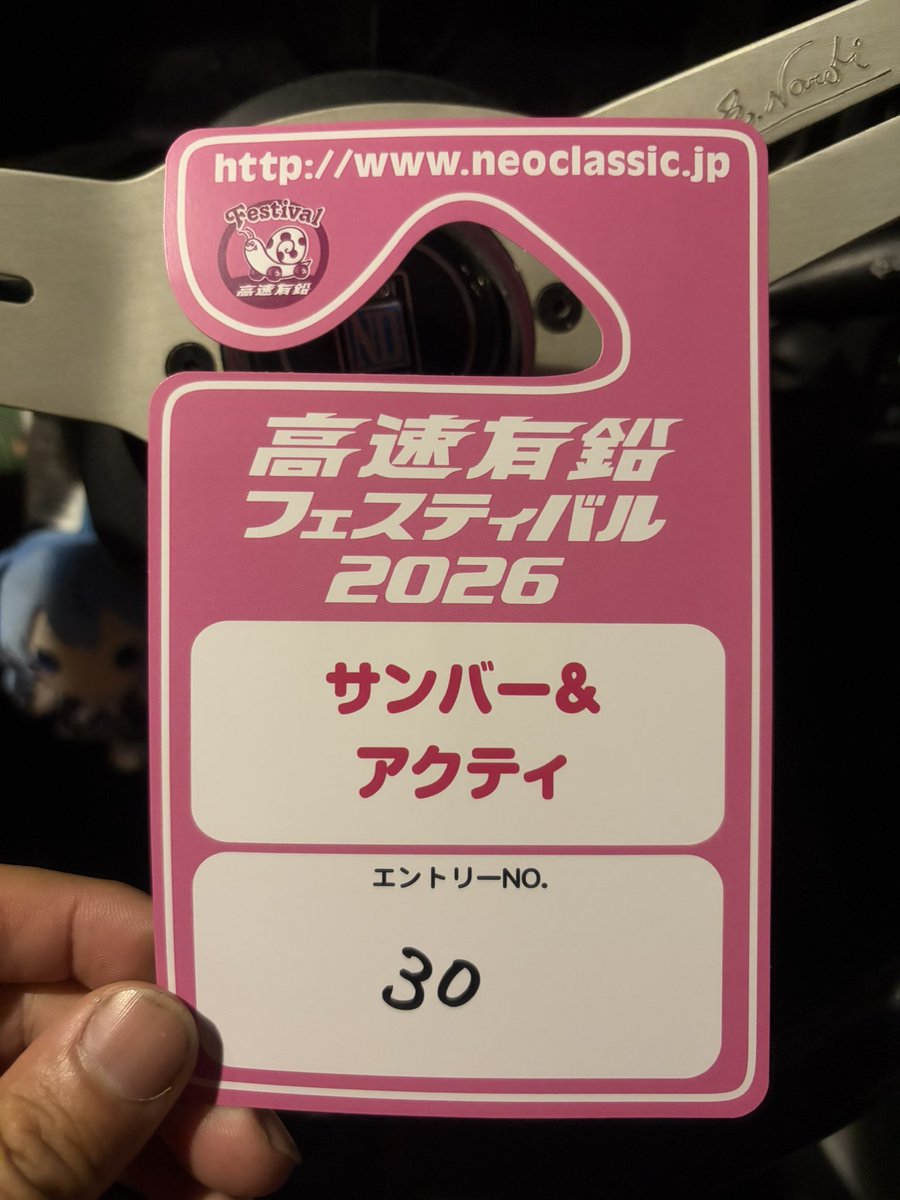 http://www.neoclassic.jp
Festival
高速有鉛
高速有鉛
フェスティバル
2026
サンバー&
アクティ
エントリーNO.
30
Nardi